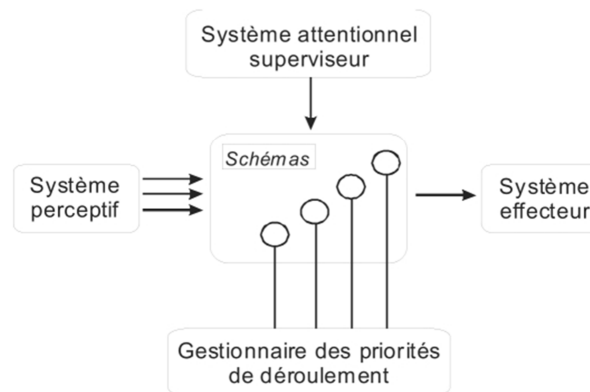 Système attentionnel
superviseur
Schémas
Système
perceptif
Système
effecteur
Gestionnaire des priorités
de déroulement